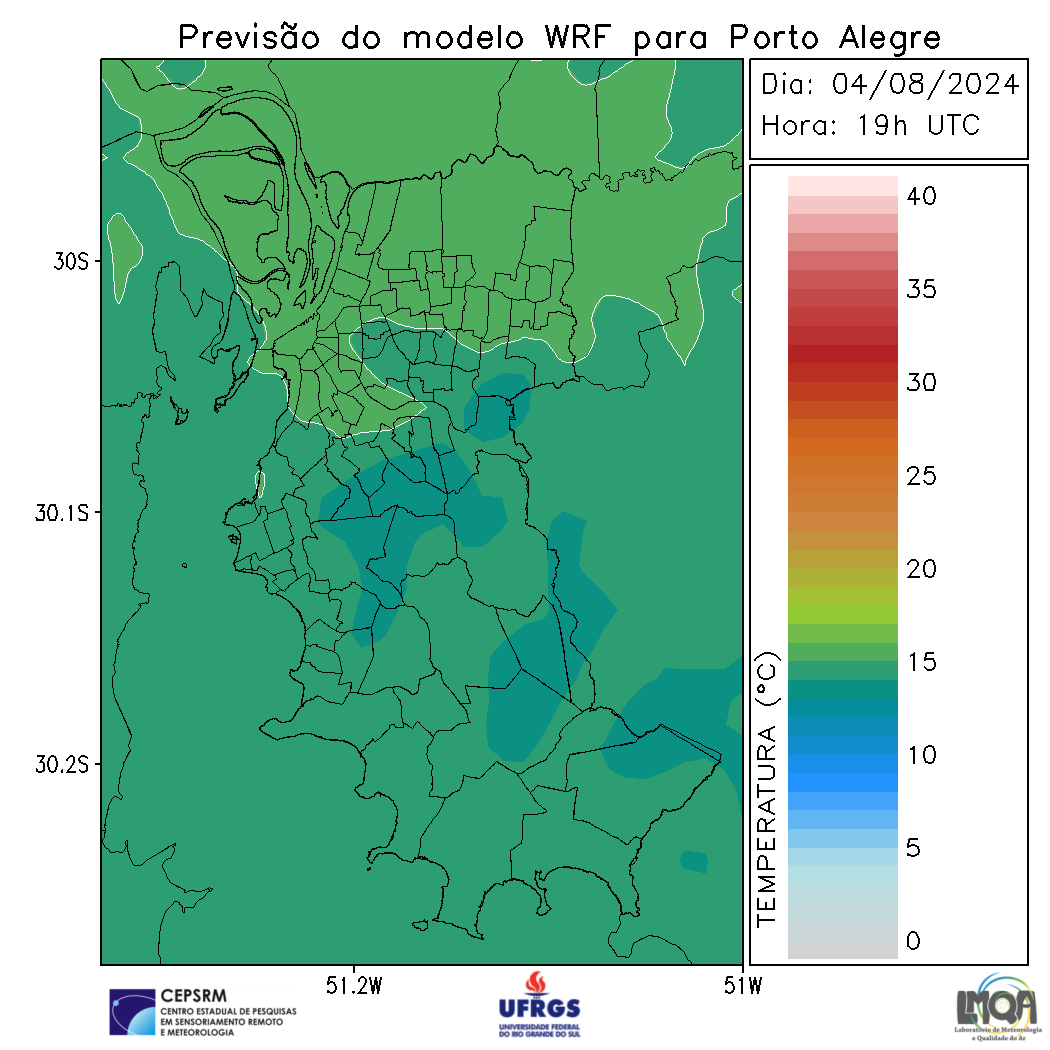 Previsão do modelo WRF para Porto Alegre
Dia: 04/08/2024
Hora: 19h UTC
30S
30.1S
30.2S
51.2W
51W
40
35
30
25
20
15
10
5
0
TEMPERATURA (°C)
CEPSRM
CENTRO ESTADUAL DE PESQUISAS
EM SENSORIAMENTO REMOTO
E METEOROLOGIA
UFRGS
UNIVERSIDADE FEDERAL
DO RIO GRANDE DO SUL
LMQA
Laboratório de Meteorologia
e Qualidade do Ar